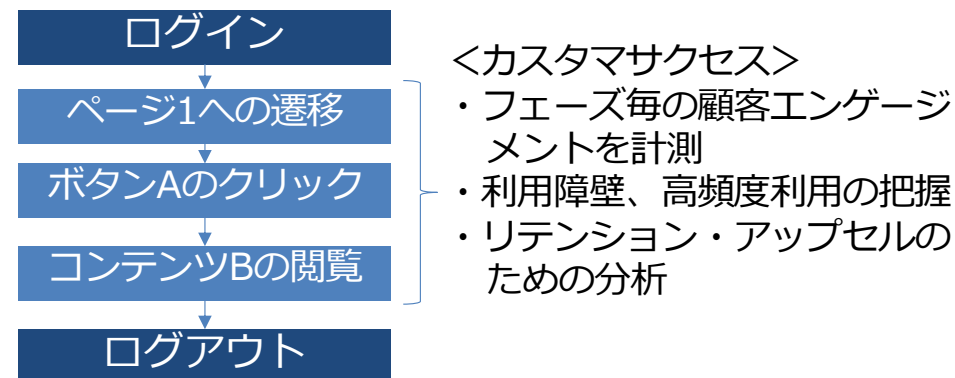 ログイン
ページ1への遷移
ボタンAのクリック
コンテンツBの閲覧
ログアウト
＜カスタマサクセス＞
・フェーズ毎の顧客エンゲージ
メントを計測
・利用障壁、高頻度利用の把握
・リテンション・アップセルの
ための分析